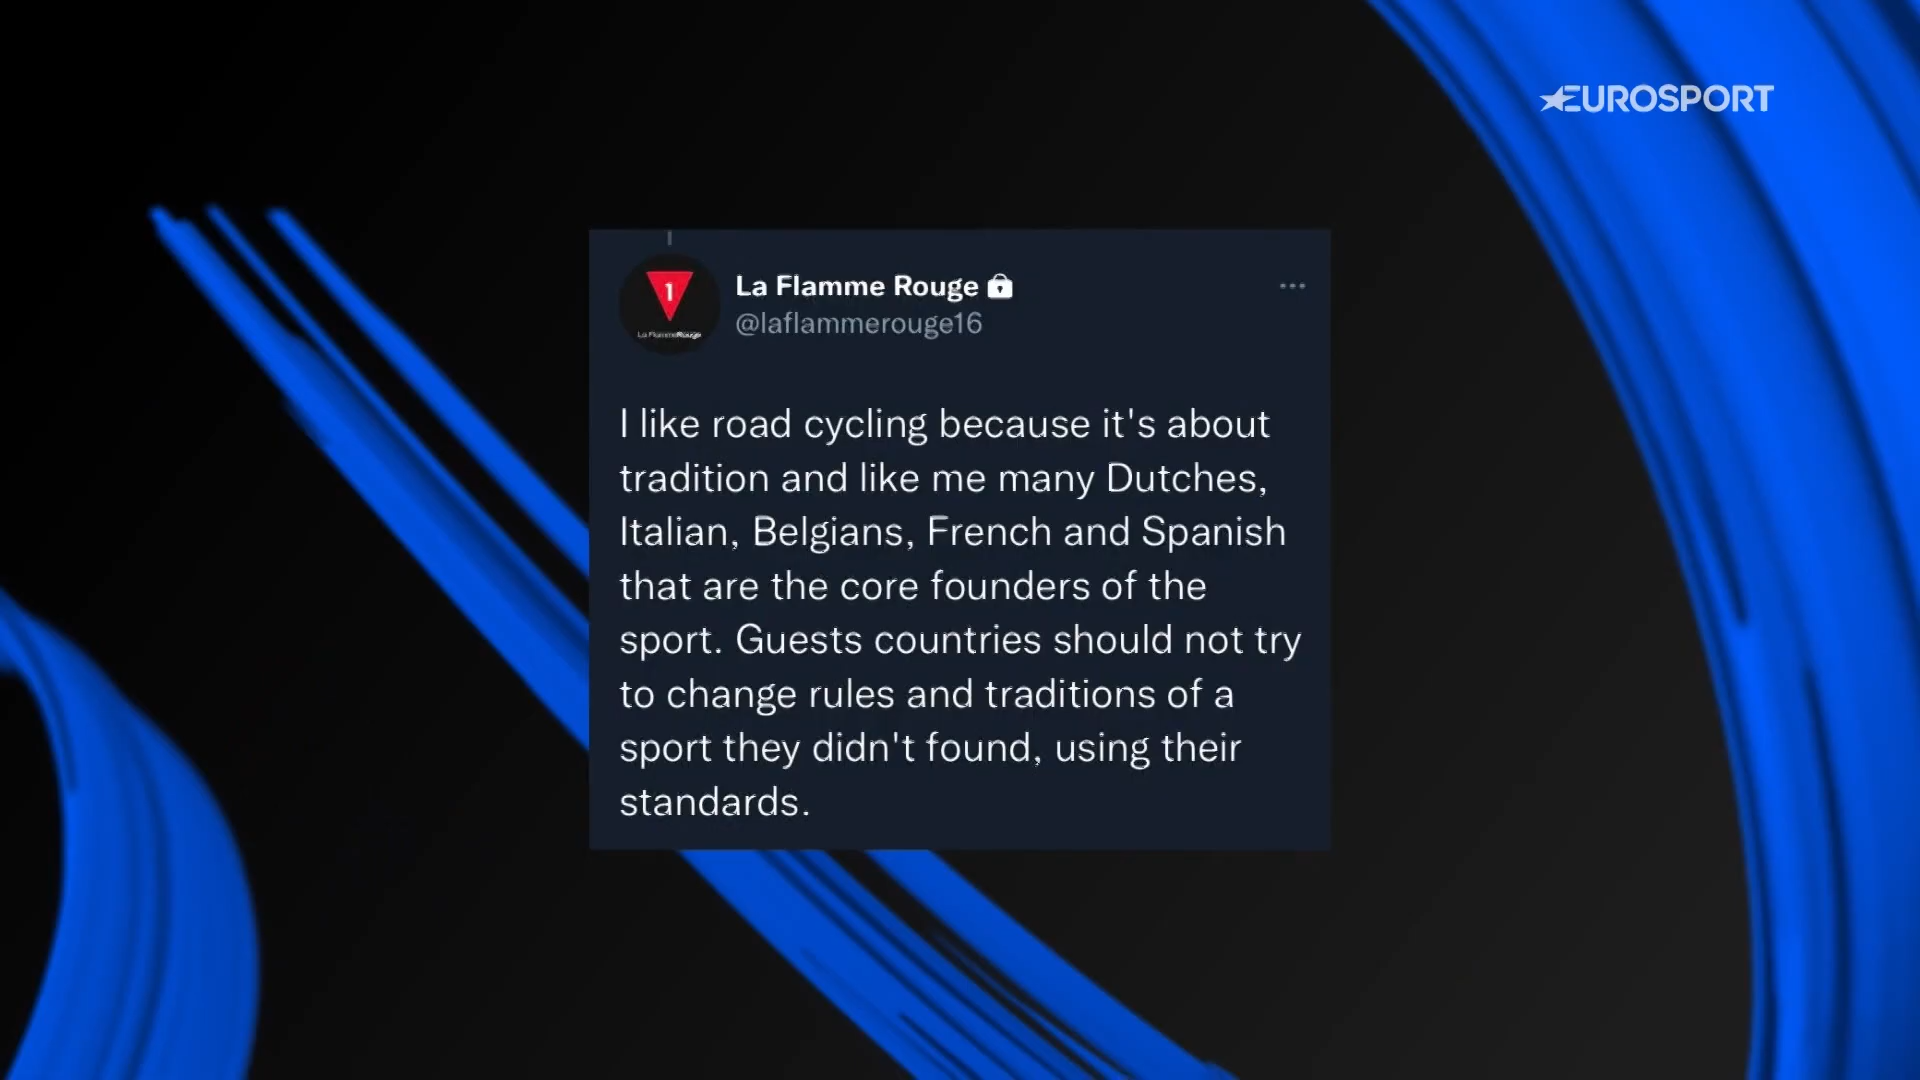 EUROSPORT
La Flamme Rouge
@laflammerouge16
1
La FlammeRouge
I like road cycling because it's about
tradition and like me many Dutches,
Italian, Belgians, French and Spanish
that are the core founders of the
sport. Guests countries should not try
to change rules and traditions of a
sport they didn't found, using their
standards.